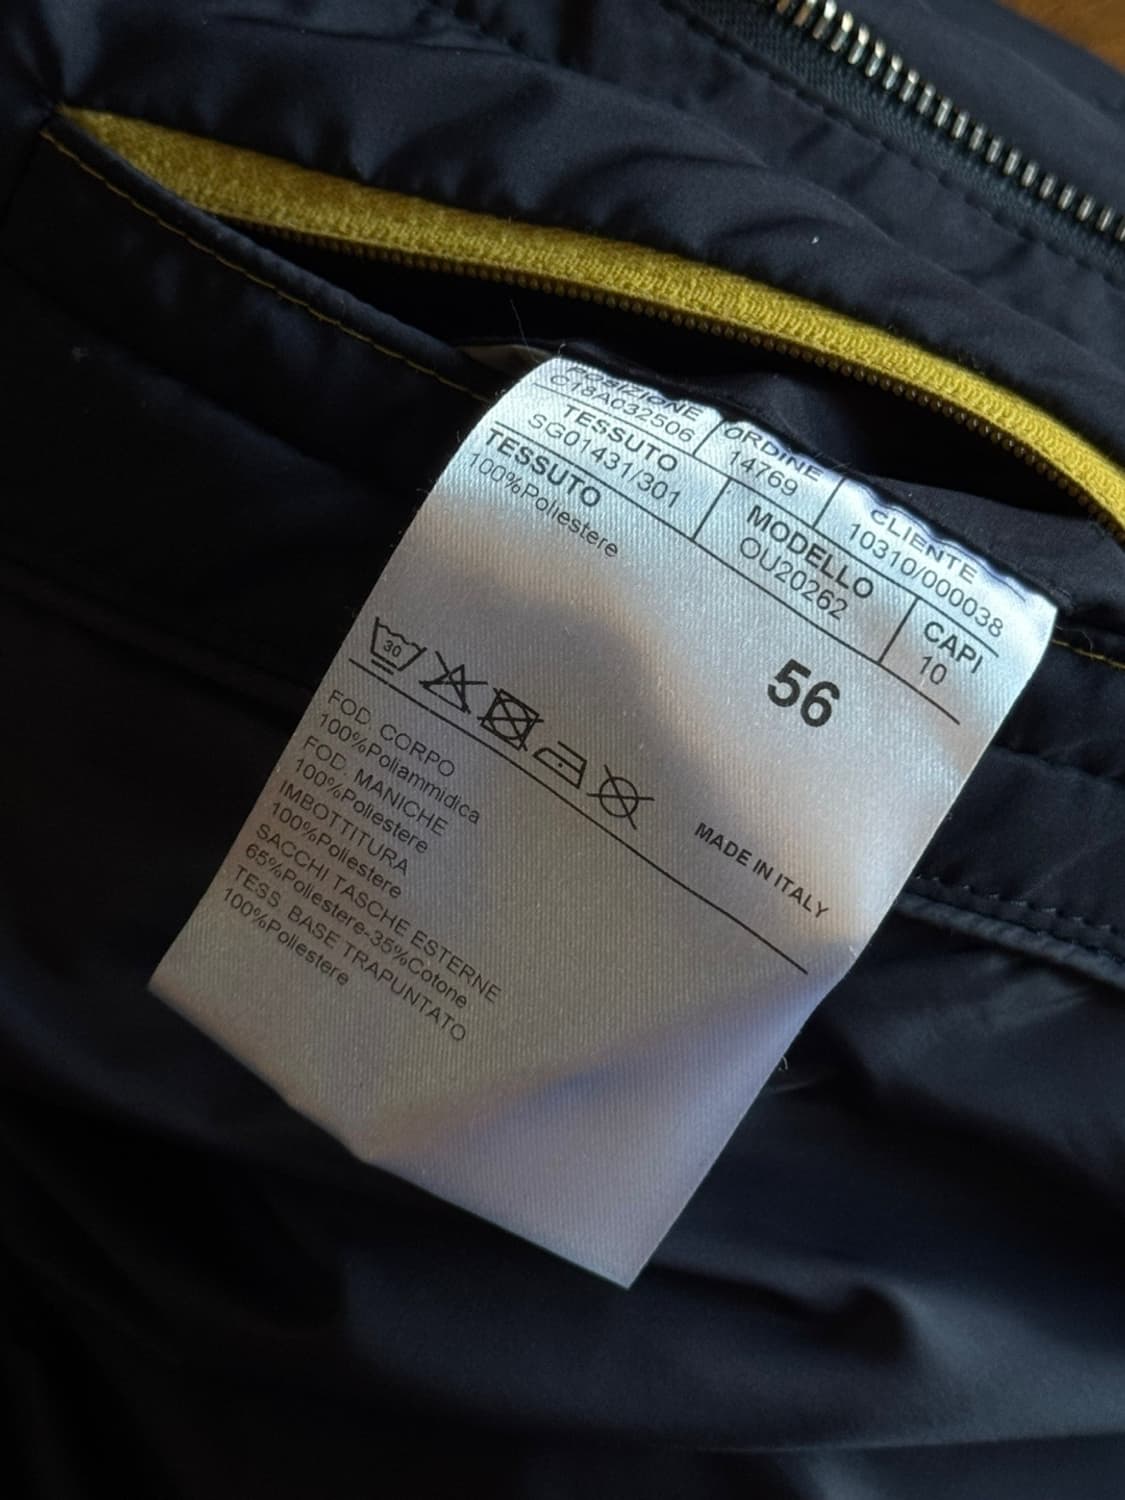 POSIZIONE ORDINE CLIENTE
C18AC32506 14769 10310/000038
TESSUTO MODELLO CAPI
SG01431/301 OU20262 10
TESSUTO
100%Poliestere
56
30
MADE IN ITALY
FOD. CORPO
100%Poliammidica
FOD. MANICHE
100%Poliestere
IMBOTTITURA
100%Poliestere
SACCHI TASCHE ESTERNE
65%Poliestere-35%Cotone
TESS. BASE TRAPUNTATO
100%Poliestere